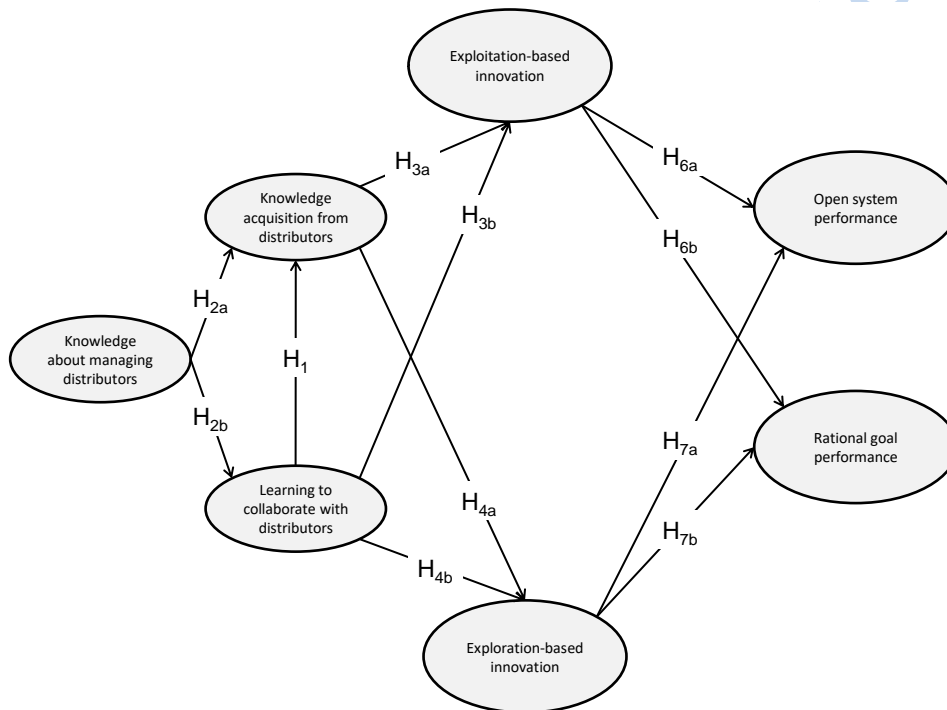 Exploitation-based
innovation
H3a
H6a
Knowledge
acquisition from
distributors
Open system
performance
H3b
H6b
H2a
Knowledge
about managing
distributors
H1
H2b
H7a
Rational goal
performance
Learning to
collaborate with
distributors
H4a
H7b
H4b
Exploration-based
innovation